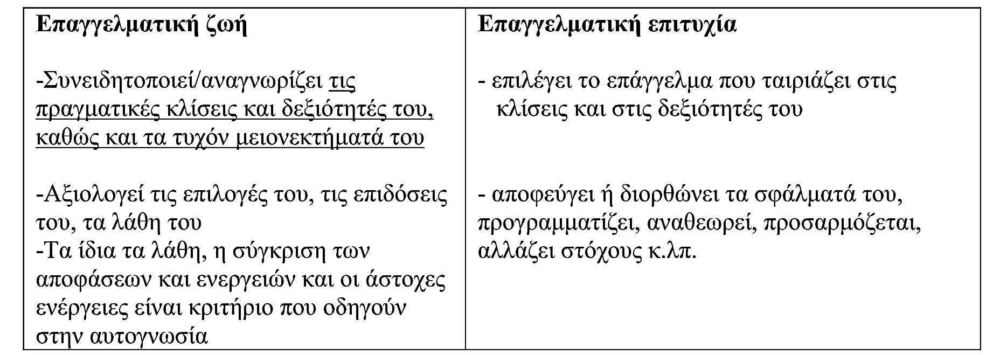 Επαγγελματική ζωή
-Συνειδητοποιεί/αναγνωρίζει τις
πραγματικές κλίσεις και δεξιότητές του,
καθώς και τα τυχόν μειονεκτήματά του
-Αξιολογεί τις επιλογές του, τις επιδόσεις
του, τα λάθη του
-Τα ίδια τα λάθη, η σύγκριση των
αποφάσεων και ενεργειών και οι άστοχες
ενέργειες είναι κριτήριο που οδηγούν
στην αυτογνωσία
Επαγγελματική επιτυχία
- επιλέγει το επάγγελμα που ταιριάζει στις
κλίσεις και στις δεξιότητές του
- αποφεύγει ή διορθώνει τα σφάλματά του,
προγραμματίζει, αναθεωρεί, προσαρμόζεται,
αλλάζει στόχους κ.λπ.